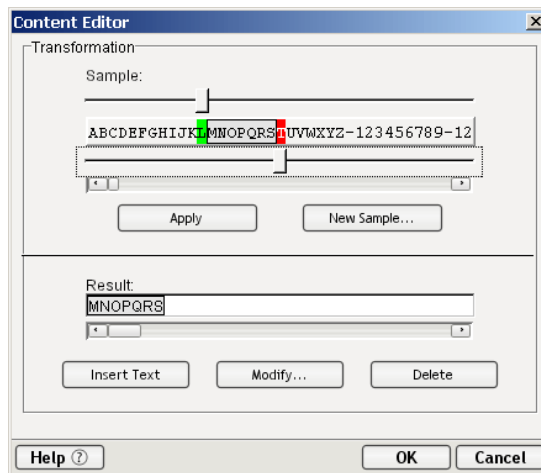 Content Editor
Transformation
Sample:
ABCDEFGHIJKLMNOPQRSTUVWXYZ-123456789-12
Apply New Sample...
Result:
MNOPQRS
Insert Text Modify... Delete
Help ? OK Cancel